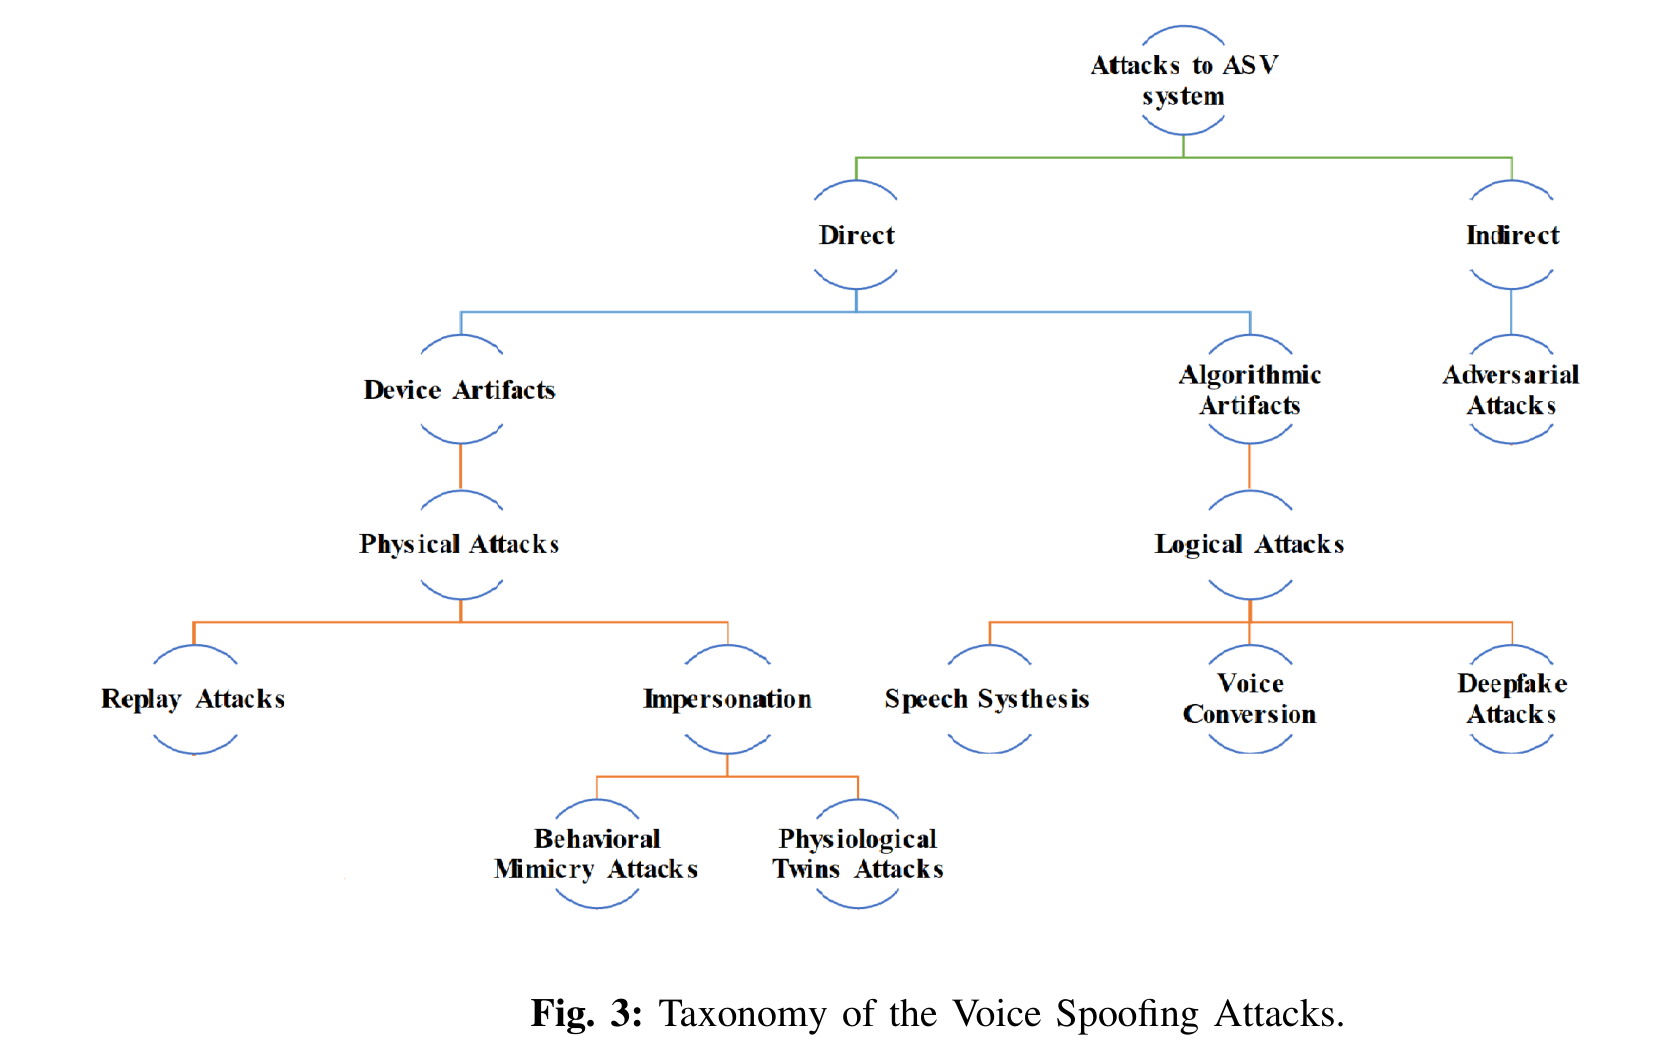 Attacks to ASV
system
Direct
Indirect
Device Artifacts
Algorithmic
Artifacts
Adversarial
Attacks
Physical Attacks
Logical Attacks
Replay Attacks
Impersonation
Speech Systhesis
Voice
Conversion
Deepfake
Attacks
Behavioral
Mimicry Attacks
Physiological
Twins Attacks
Fig. 3: Taxonomy of the Voice Spoofing Attacks.